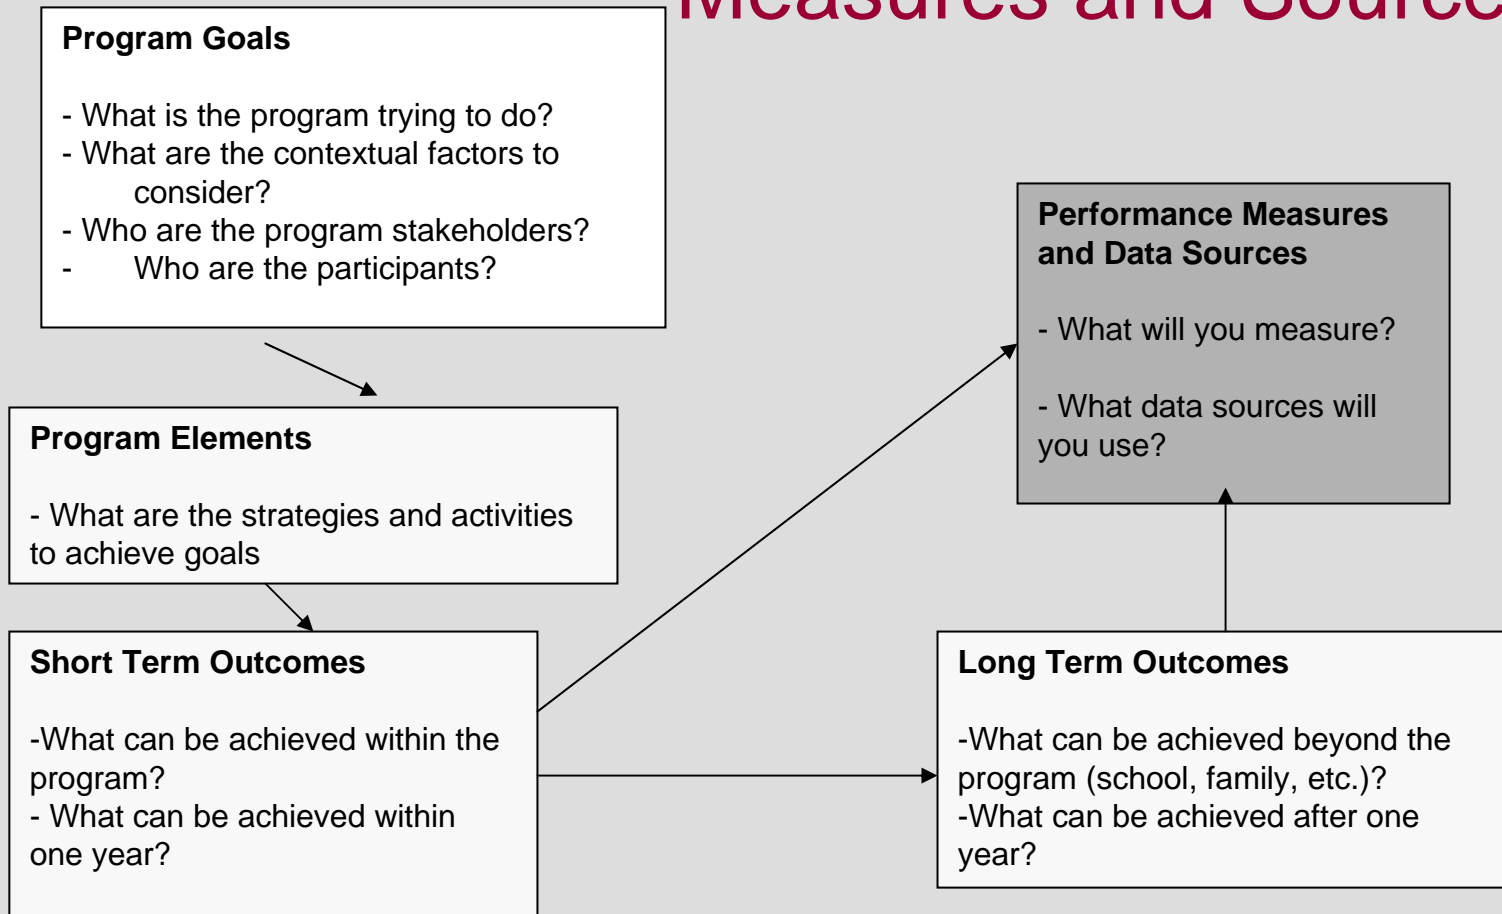 Measures and Source
Program Goals
- What is the program trying to do?
- What are the contextual factors to
consider?
- Who are the program stakeholders?
- Who are the participants?
Performance Measures
and Data Sources
- What will you measure?
- What data sources will
you use?
Program Elements
- What are the strategies and activities
to achieve goals
Short Term Outcomes
-What can be achieved within the
program?
- What can be achieved within
one year?
Long Term Outcomes
-What can be achieved beyond the
program (school, family, etc.)?
-What can be achieved after one
year?